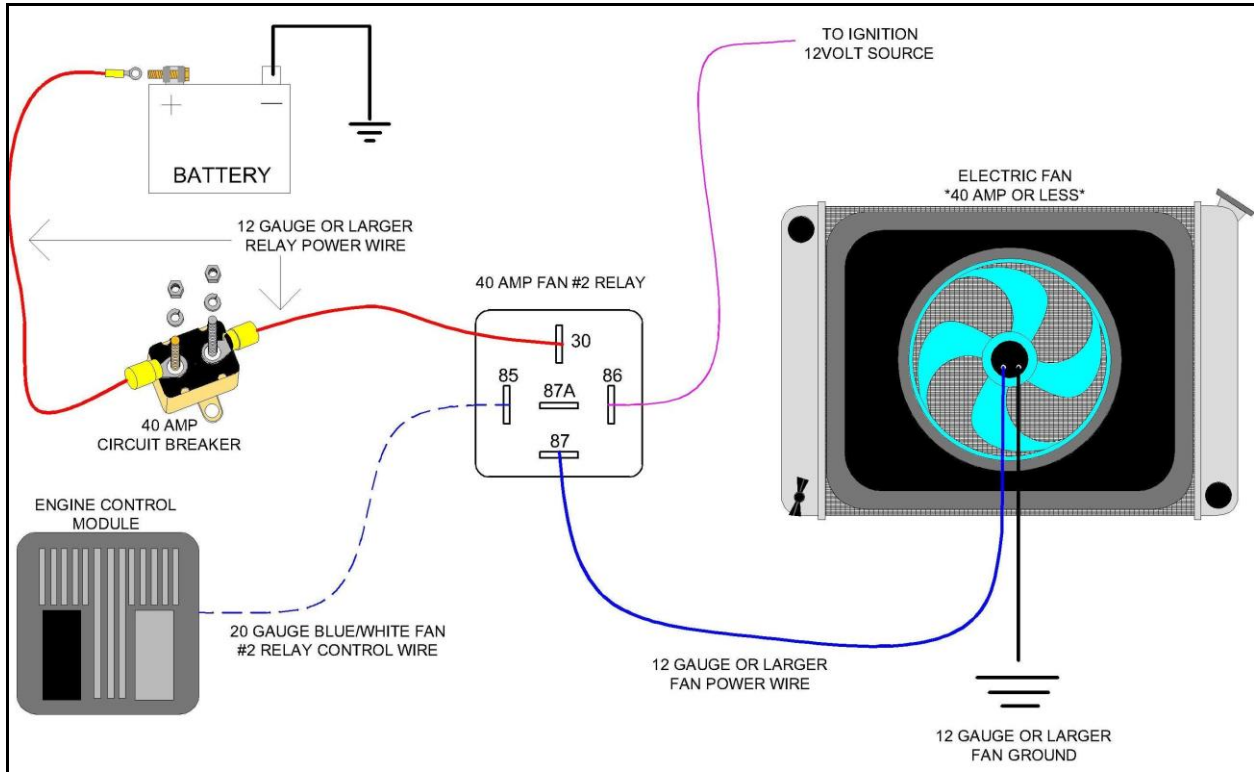 TO IGNITION
12VOLT SOURCE
+
−
BATTERY
ELECTRIC FAN
*40 AMP OR LESS*
12 GAUGE OR LARGER
RELAY POWER WIRE
40 AMP FAN #2 RELAY
30
85
87A
86
87
40 AMP
CIRCUIT BREAKER
ENGINE CONTROL
MODULE
20 GAUGE BLUE/WHITE FAN
#2 RELAY CONTROL WIRE
12 GAUGE OR LARGER
FAN POWER WIRE
12 GAUGE OR LARGER
FAN GROUND